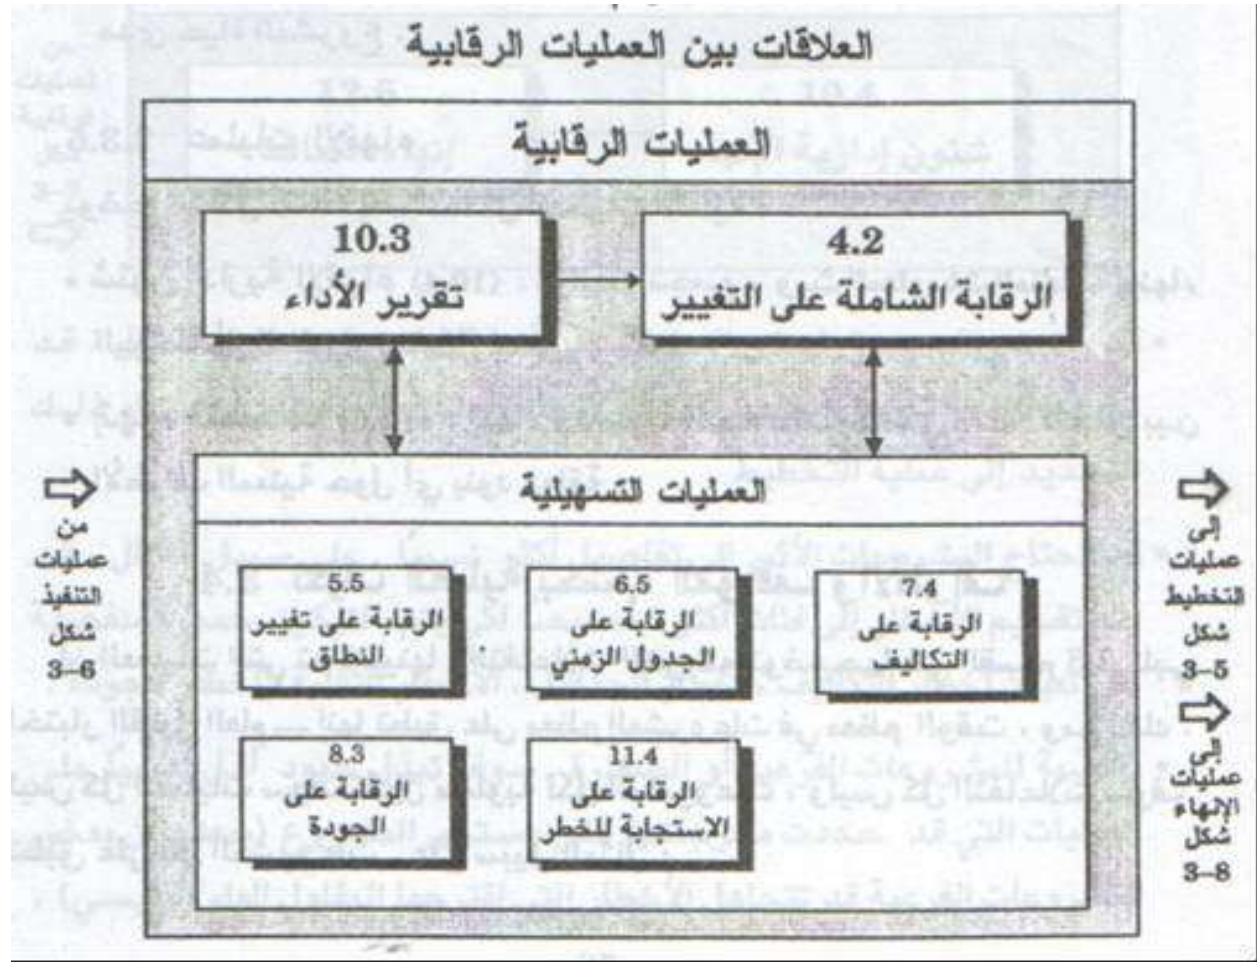 العلاقات بين العمليات الرقابية
العمليات الرقابية
10.3
تقرير الأداء
4.2
الرقابة الشاملة على التغيير
العمليات التسهيلية
5.5
الرقابة على تغيير
النطاق
6.5
الرقابة على
الجدول الزمني
7.4
الرقابة على
التكاليف
8.3
الرقابة على
الجودة
11.4
الرقابة على
الاستجابة للخطر
من
عمليات
التنفيذ
شكل
3–6
إلى
عمليات
التخطيط
شكل
3–5
إلى
عمليات
الإنهاء
شكل
3–8